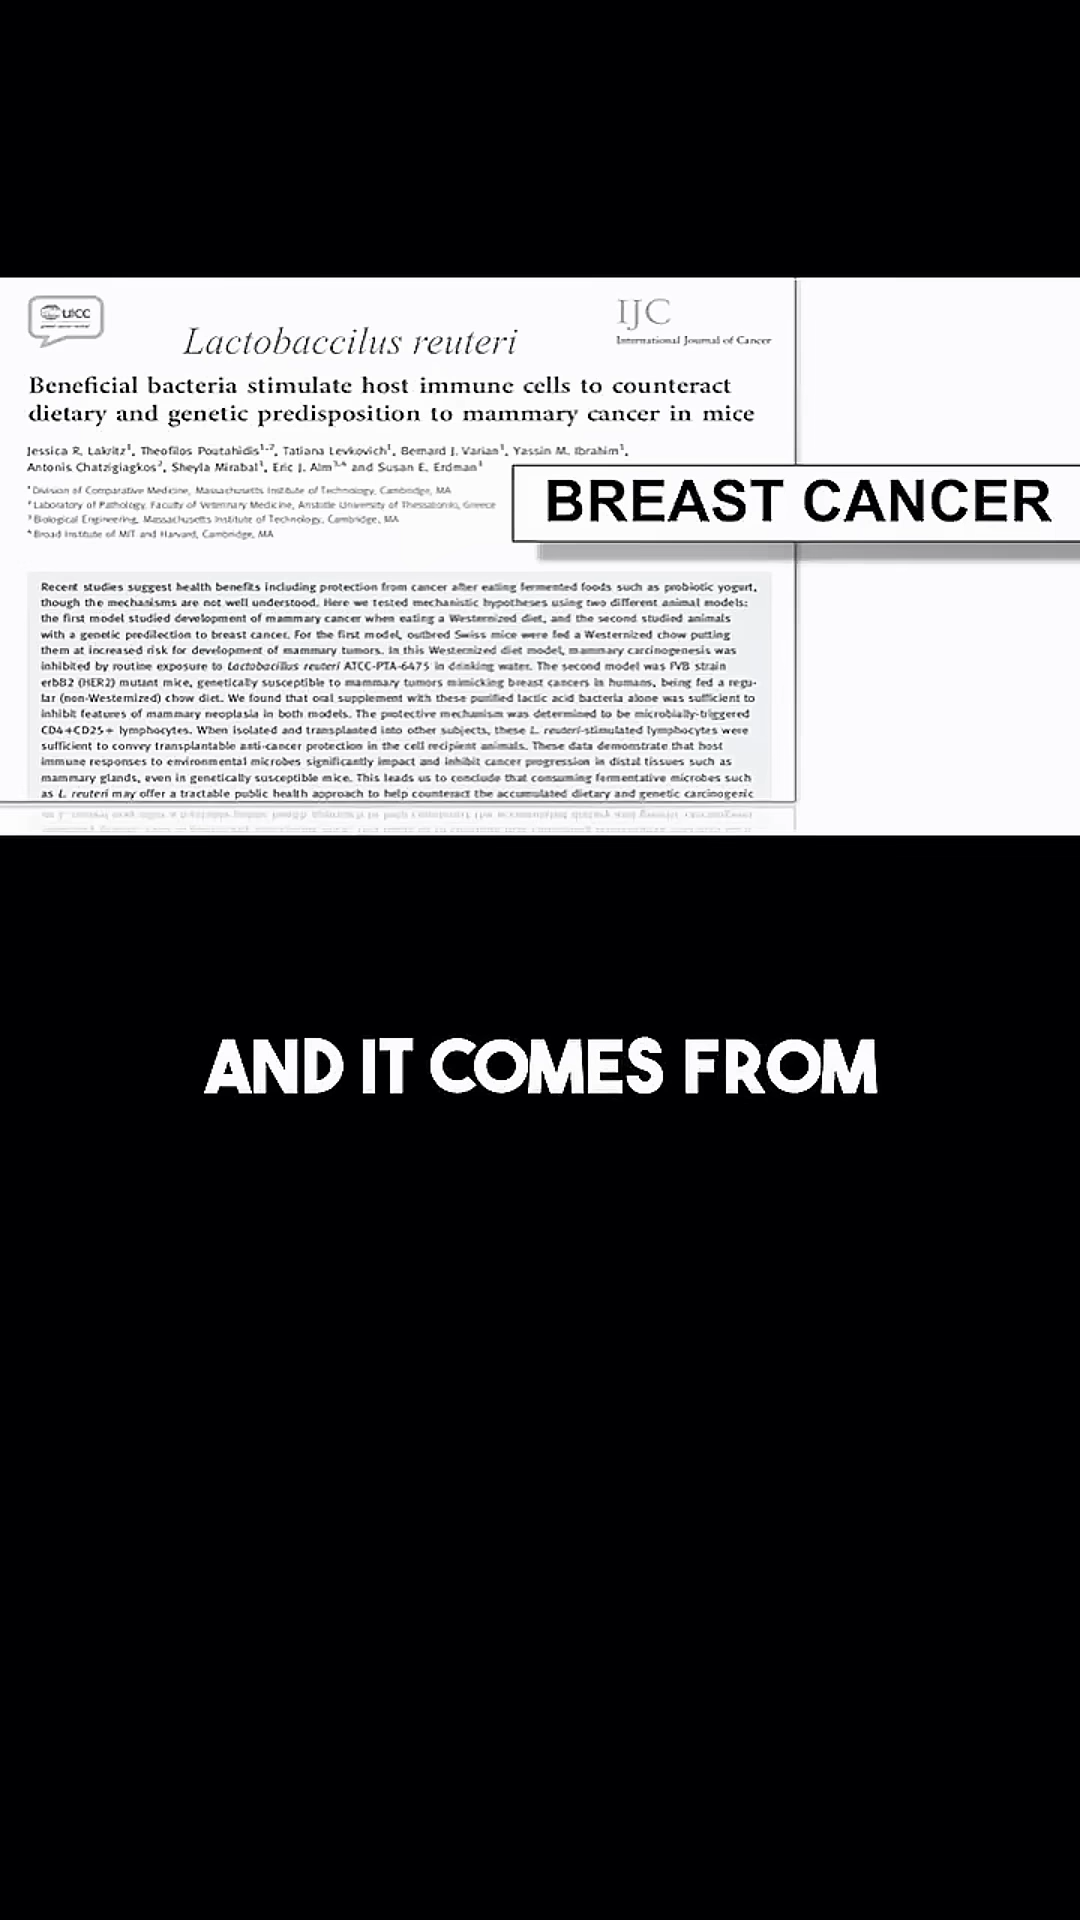 uicc
IJC
International Journal of Cancer
Lactobaccilus reuteri
Beneficial bacteria stimulate host immune cells to counteract
dietary and genetic predisposition to mammary cancer in mice
Jessica R. Lakritz¹, Theofilos Poutahidis¹·², Tatiana Levkovich¹, Bernard J. Varian¹, Yassin M. Ibrahim¹,
Antonis Chatzigiagkos², Sheyla Mirabal¹, Eric J. Alm³·⁴ and Susan E. Erdman¹
¹ Division of Comparative Medicine, Massachusetts Institute of Technology, Cambridge, MA
² Laboratory of Pathology, Faculty of Veterinary Medicine, Aristotle University of Thessaloniki, Greece
³ Biological Engineering, Massachusetts Institute of Technology, Cambridge, MA
⁴ Broad Institute of MIT and Harvard, Cambridge, MA
BREAST CANCER
Recent studies suggest health benefits including protection from cancer after eating fermented foods such as probiotic yogurt,
though the mechanisms are not well understood. Here we tested mechanistic hypotheses using two different animal models:
the first model studied development of mammary cancer when eating a Westernized diet, and the second studied animals
with a genetic predilection to breast cancer. For the first model, outbred Swiss mice were fed a Westernized chow putting
them at increased risk for development of mammary tumors. In this Westernized diet model, mammary carcinogenesis was
inhibited by routine exposure to Lactobacillus reuteri ATCC-PTA-6475 in drinking water. The second model was FVB strain
erbB2 (HER2) mutant mice, genetically susceptible to mammary tumors mimicking breast cancers in humans, being fed a regu-
lar (non-Westernized) chow diet. We found that oral supplement with these purified lactic acid bacteria alone was sufficient to
inhibit features of mammary neoplasia in both models. The protective mechanism was determined to be microbially-triggered
CD4+CD25+ lymphocytes. When isolated and transplanted into other subjects, these L. reuteri-stimulated lymphocytes were
sufficient to convey transplantable anti-cancer protection in the cell recipient animals. These data demonstrate that host
immune responses to environmental microbes significantly impact and inhibit cancer progression in distal tissues such as
mammary glands, even in genetically susceptible mice. This leads us to conclude that consuming fermentative microbes such
as L. reuteri may offer a tractable public health approach to help counteract the accumulated dietary and genetic carcinogenic
AND IT COMES FROM